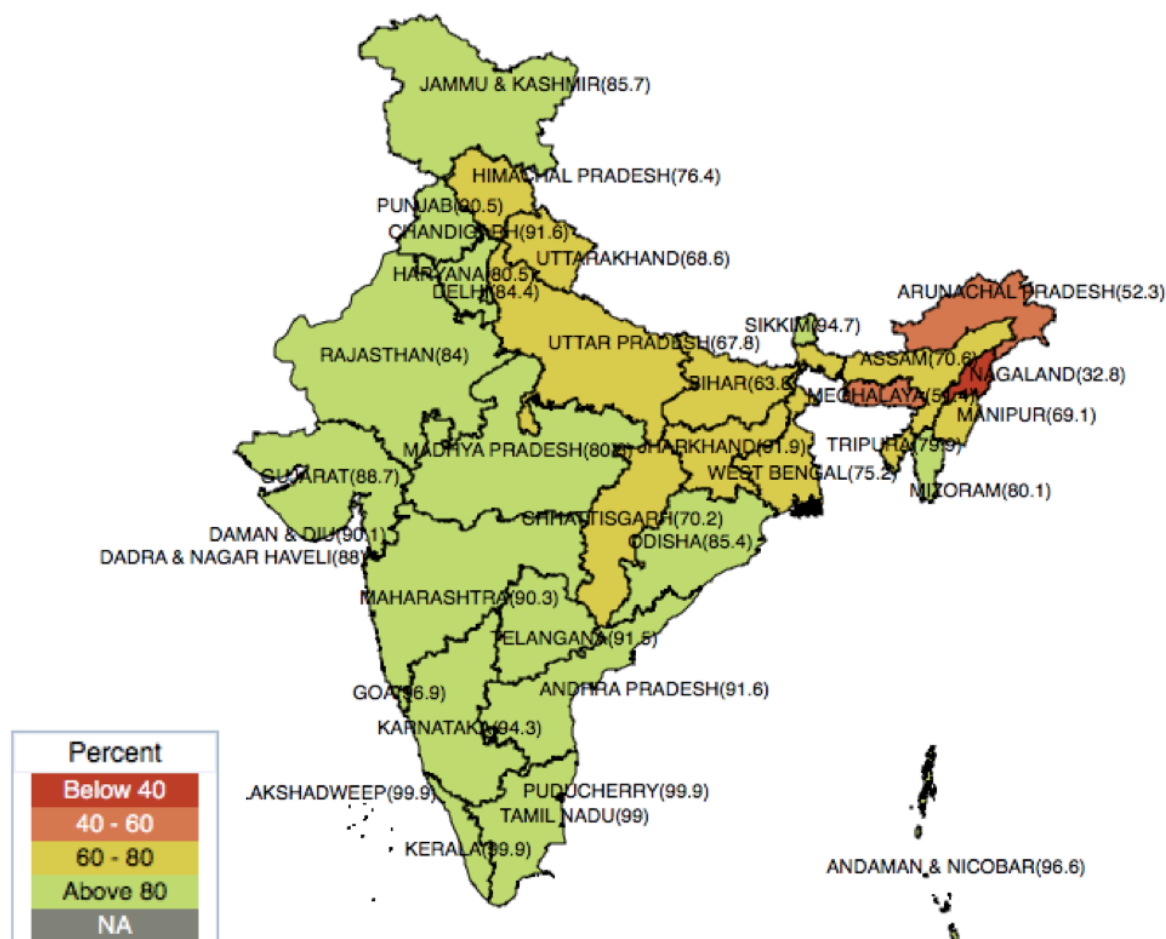 JAMMU & KASHMIR(85.7)
HIMACHAL PRADESH(76.4)
PUNJAB(90.5)
CHANDIGARH(91.6)
UTTARAKHAND(68.6)
HARYANA(80.5)
DELHI(84.4)
ARUNACHAL PRADESH(52.3)
SIKKIM(94.7)
UTTAR PRADESH(67.8)
RAJASTHAN(84)
ASSAM(70.6)
NAGALAND(32.8)
BIHAR(63.8
MEGHALAYA(51.4)
MANIPUR(69.1)
TRIPURA(79.9)
MADHYA PRADESH(80.
JHARKHAND(61.9)
WEST BENGAL(75.2)
GUJARAT(88.7)
MIZORAM(80.1)
CHHATTISGARH(70.2)
DAMAN & DIU(90.1)
ODISHA(85.4)
DADRA & NAGAR HAVELI(88)
MAHARASHTRA(90.3)
TELANGANA(91.5)
GOA(96.9)
ANDHRA PRADESH(91.6)
KARNATAKA(94.3)
Percent
Below 40
40 - 60
60 - 80
Above 80
NA
AKSHADWEEP(99.9)
PUDUCHERRY(99.9)
TAMIL NADU(99)
KERALA(99.9)
ANDAMAN & NICOBAR(96.6)